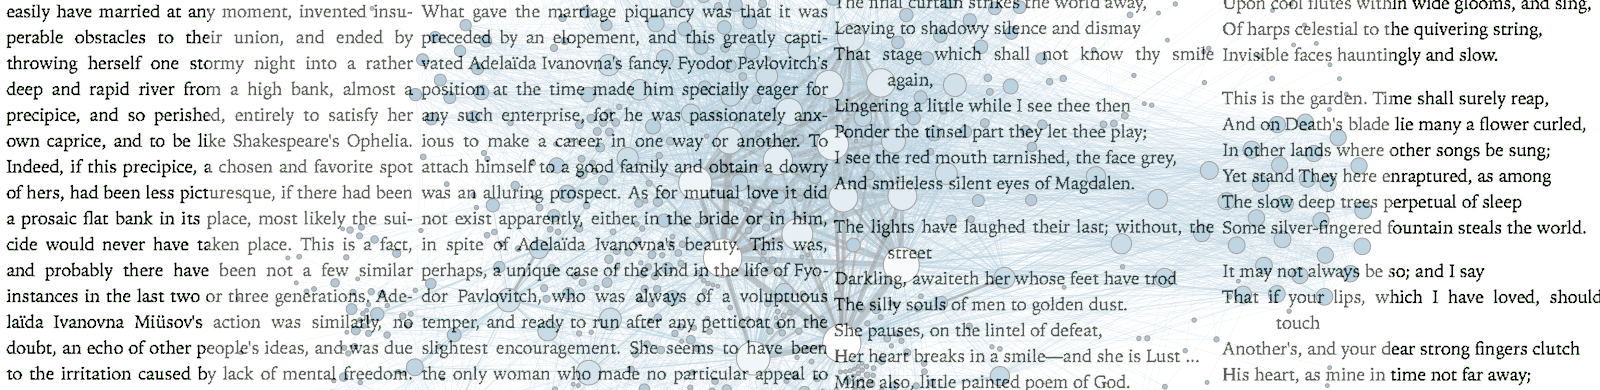 easily have married at any moment, invented insu-
perable obstacles to their union, and ended by
throwing herself one stormy night into a rather
deep and rapid river from a high bank, almost a
precipice, and so perished, entirely to satisfy her
own caprice, and to be like Shakespeare's Ophelia.
Indeed, if this precipice, a chosen and favorite spot
of hers, had been less picturesque, if there had been
a prosaic flat bank in its place, most likely the sui-
cide would never have taken place. This is a fact,
and probably there have been not a few similar
instances in the last two or three generations. Ade-
laïda Ivanovna Miüsov's action was similarly, no
doubt, an echo of other people's ideas, and was due
to the irritation caused by lack of mental freedom.
What gave the marriage piquancy was that it was
preceded by an elopement, and this greatly capti-
vated Adelaïda Ivanovna's fancy. Fyodor Pavlovitch's
position at the time made him specially eager for
any such enterprise, for he was passionately anx-
ious to make a career in one way or another. To
attach himself to a good family and obtain a dowry
was an alluring prospect. As for mutual love it did
not exist apparently, either in the bride or in him,
in spite of Adelaïda Ivanovna's beauty. This was,
perhaps, a unique case of the kind in the life of Fyo-
dor Pavlovitch, who was always of a voluptuous
temper, and ready to run after any petticoat on the
slightest encouragement. She seems to have been
the only woman who made no particular appeal to
The final curtain strikes the world away,
Leaving to shadowy silence and dismay
That stage which shall not know thy smile
again,
Lingering a little while I see thee then
Ponder the tinsel part they let thee play;
I see the red mouth tarnished, the face grey,
And smileless silent eyes of Magdalen.
The lights have laughed their last; without, the
street
Darkling, awaiteth her whose feet have trod
The silly souls of men to golden dust.
She pauses, on the lintel of defeat,
Her heart breaks in a smile—and she is Lust ...
Mine also, little painted poem of God.
Upon cool flutes within wide glooms, and sing,
Of harps celestial to the quivering string,
Invisible faces hauntingly and slow.
This is the garden. Time shall surely reap,
And on Death's blade lie many a flower curled,
In other lands where other songs be sung;
Yet stand They here enraptured, as among
The slow deep trees perpetual of sleep
Some silver-fingered fountain steals the world.
It may not always be so; and I say
That if your lips, which I have loved, should
touch
Another's, and your dear strong fingers clutch
His heart, as mine in time not far away;